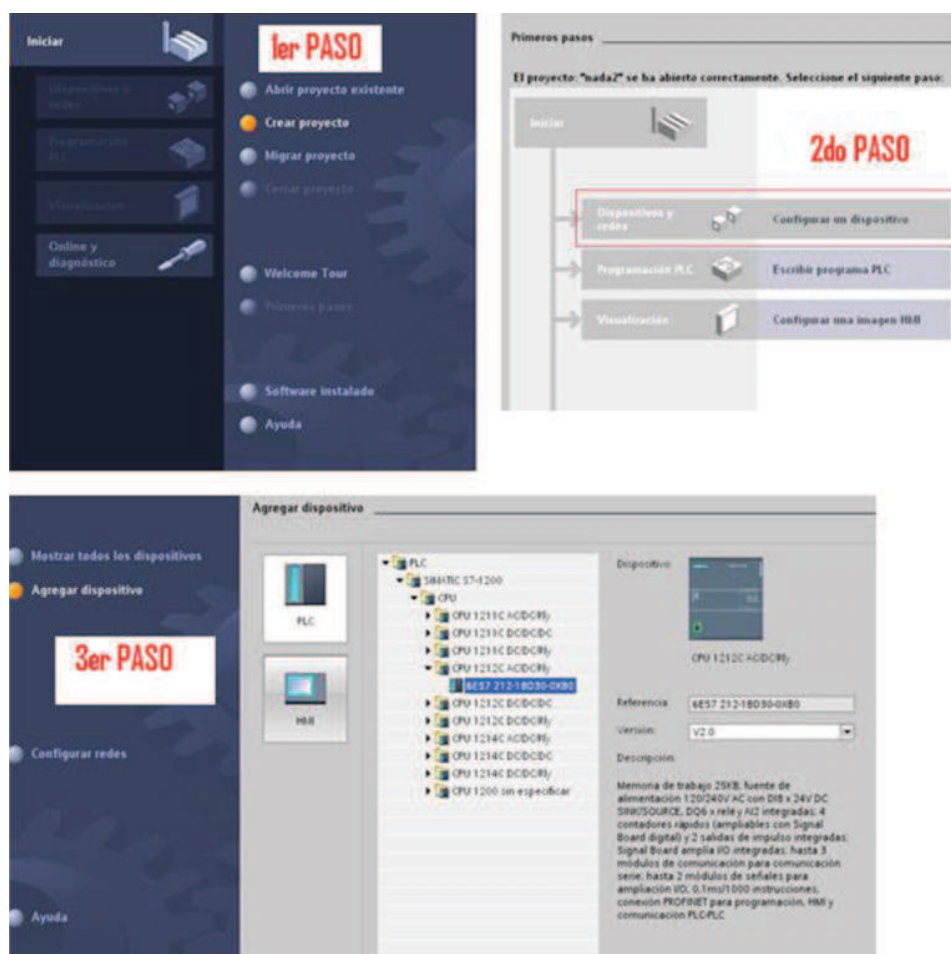 Iniciar
1er PASO
Dispositivos y
redes
Abrir proyecto existente
Crear proyecto
Programación
PLC
Migrar proyecto
Cerrar proyecto
Visualización
Online y
diagnóstico
Welcome Tour
Primeros pasos
Software instalado
Ayuda
Primeros pasos
El proyecto: "nada2" se ha abierto correctamente. Seleccione el siguiente paso:
Iniciar
2do PASO
Dispositivos y
redes
Configurar un dispositivo
Programación PLC
Escribir programa PLC
Visualización
Configurar una imagen HMI
Mostrar todos los dispositivos
Agregar dispositivo
3er PASO
Configurar redes
Ayuda
Agregar dispositivo
PLC
HMI
PLC
SIMATIC S7-1200
CPU
CPU 1211C AC/DC/Rly
CPU 1211C DC/DC/DC
CPU 1211C DC/DC/Rly
CPU 1212C AC/DC/Rly
6ES7 212-1BD30-0XB0
CPU 1212C DC/DC/DC
CPU 1212C DC/DC/Rly
CPU 1214C AC/DC/Rly
CPU 1214C DC/DC/DC
CPU 1214C DC/DC/Rly
CPU 1200 sin especificar
Dispositivo:
CPU 1212C AC/DC/Rly
Referencia:
6ES7 212-1BD30-0XB0
Versión:
V2.0
Descripción:
Memoria de trabajo 25KB; fuente de
alimentación 120/240V AC con DI8 x 24V DC
SINK/SOURCE, DQ6 x relé y AI2 integradas; 4
contadores rápidos (ampliables con Signal
Board digital) y 2 salidas de impulso integradas;
Signal Board amplía I/O integradas; hasta 3
módulos de comunicación para comunicación
serie; hasta 2 módulos de señales para
ampliación I/O; 0,1ms/1000 instrucciones;
conexión PROFINET para programación, HMI y
comunicación PLC-PLC